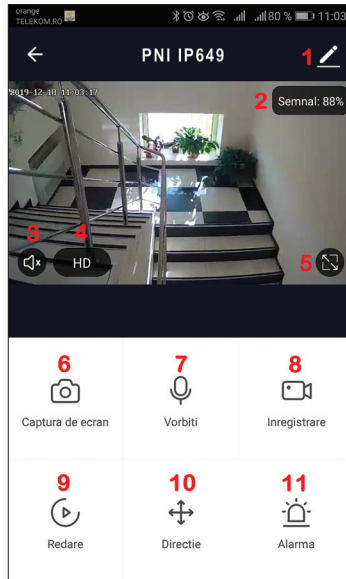 orange
TELEKOM.RO
80 % 11:03
PNI IP649
1
2019-12-18 11:03:17
2
Semnal: 88%
3
4
HD
5
6
7
8
Captura de ecran
Vorbiti
Inregistrare
9
10
11
Redare
Directie
Alarma